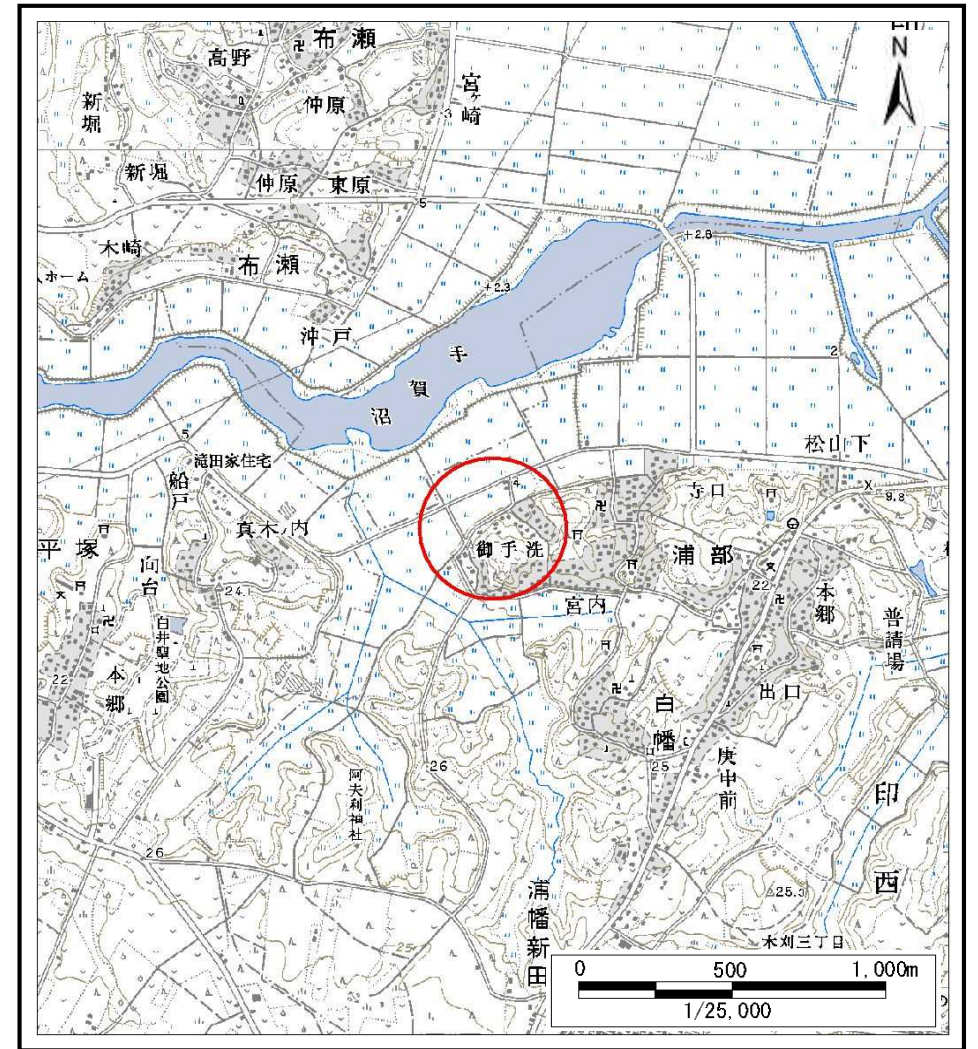 印
N
布瀬
高野
仲原
宮ヶ崎
3
新堀
新堀
仲原
東原
5
木崎
布瀬
ホーム
+2.6
+2.3
沖戸
手賀沼
2
5
滝田家住宅
松山下
船戸
4
寺口
9.8
真木ノ内
御手洗
浦部
平塚
向台
24
宮内
22
本郷
普請場
白井聖地公園
22
本郷
出口
白幡
25
庚申前
26
阿夫利神社
印西
26
25.3
浦幡新田
25
木刈三丁目
0 500 1,000m
1/25,000